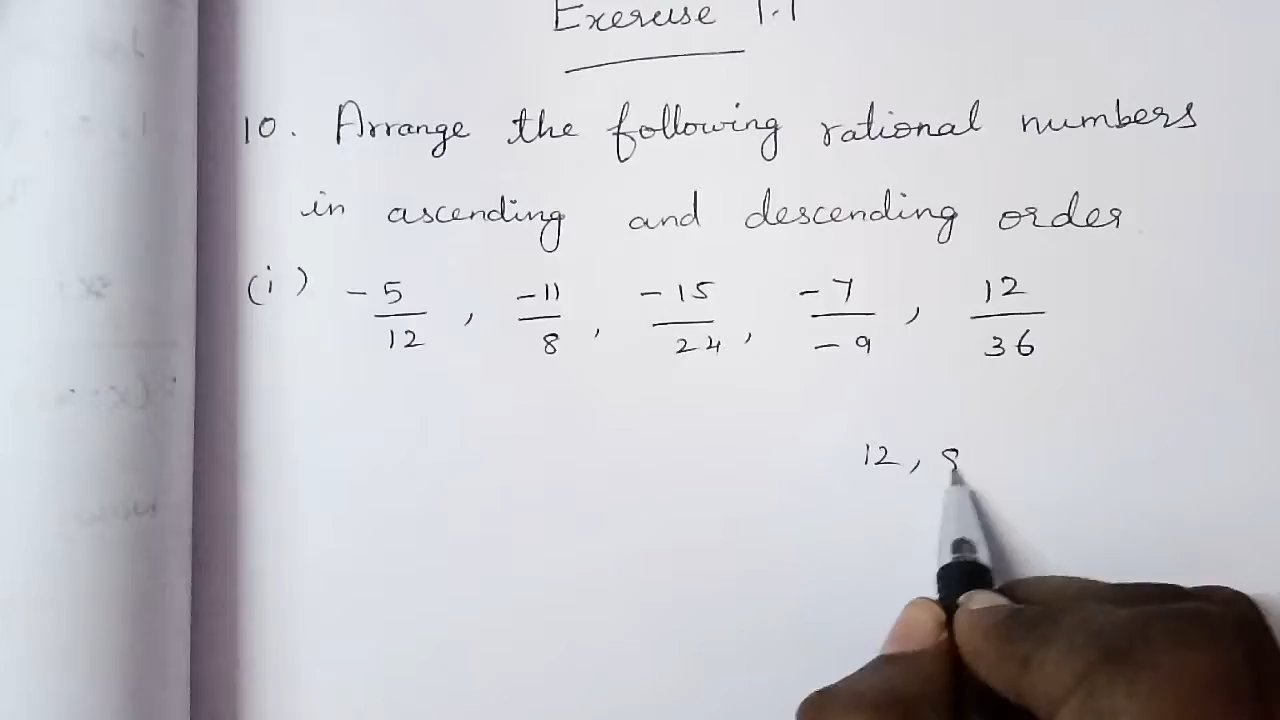 Exercise 1.1
10. Arrange the following rational numbers
in ascending and descending order
(i) -5/12, -11/8, -15/24, -7/-9, 12/36
12, 8